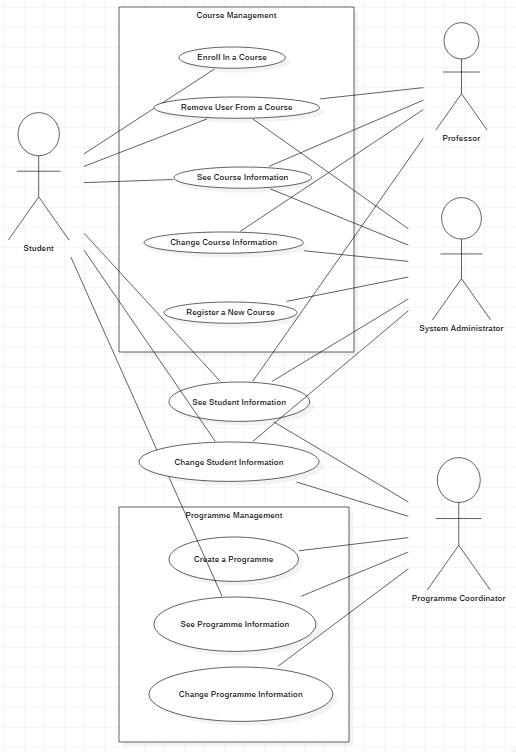 Course Management
Enroll In a Course
Remove User From a Course
Professor
See Course Information
Student
Change Course Information
Register a New Course
System Administrator
See Student Information
Change Student Information
Programme Management
Create a Programme
Programme Coordinator
See Programme Information
Change Programme Information